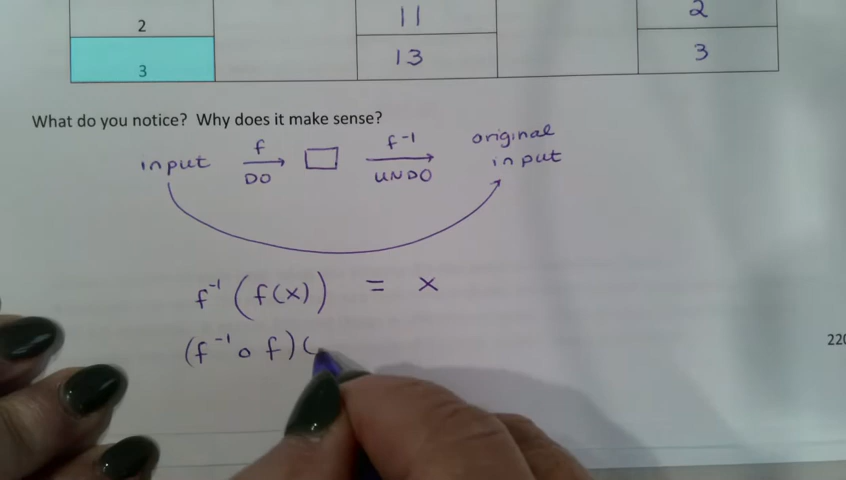 2 11 2
3 13 3
What do you notice? Why does it make sense?
input f DO □ f⁻¹ UNDO original input
f⁻¹(f(x)) = x
(f⁻¹∘f)(
220